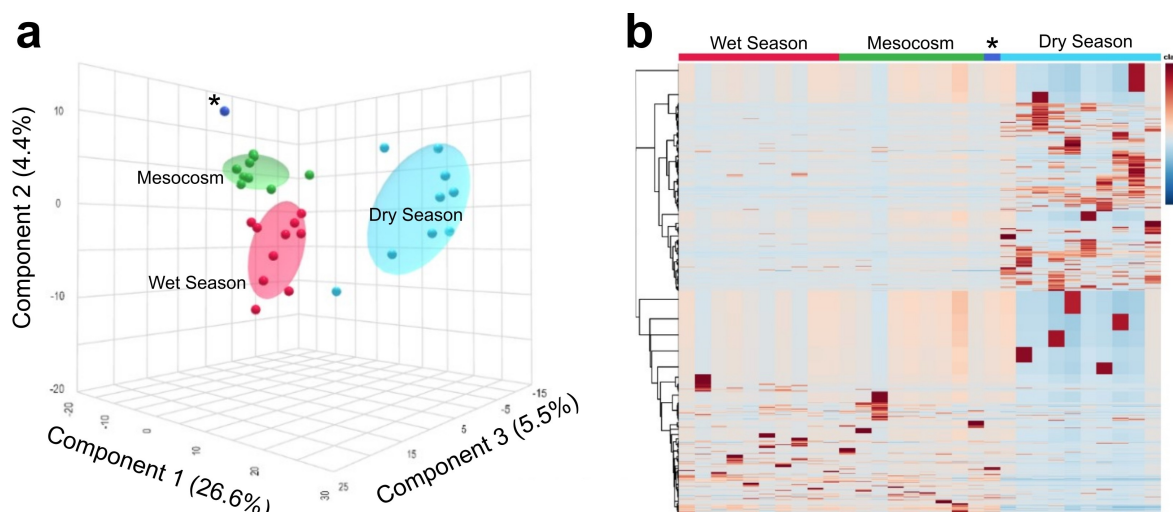 a
*
Mesocosm
Wet Season
Dry Season
Component 2 (4.4%)
10
0
-10
-20
-20
-10
0
10
20
30
Component 1 (26.6%)
25
15
5
-5
-15
Component 3 (5.5%)
b
Wet Season Mesocosm * Dry Season
cla